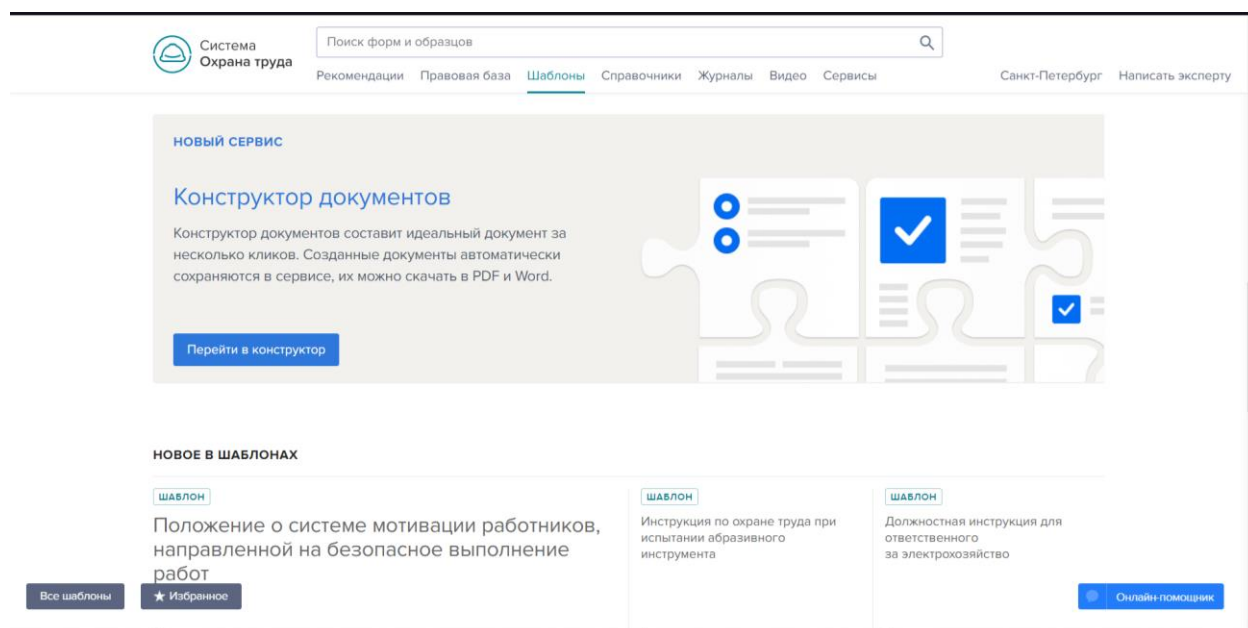 Система
Охрана труда
Поиск форм и образцов
Рекомендации Правовая база Шаблоны Справочники Журналы Видео Сервисы
Санкт-Петербург Написать эксперту
НОВЫЙ СЕРВИС
Конструктор документов
Конструктор документов составит идеальный документ за
несколько кликов. Созданные документы автоматически
сохраняются в сервисе, их можно скачать в PDF и Word.
Перейти в конструктор
НОВОЕ В ШАБЛОНАХ
ШАБЛОН
Положение о системе мотивации работников,
направленной на безопасное выполнение
работ
ШАБЛОН
Инструкция по охране труда при
испытании абразивного
инструмента
ШАБЛОН
Должностная инструкция для
ответственного
за электрохозяйство
Все шаблоны
★ Избранное
Онлайн-помощник